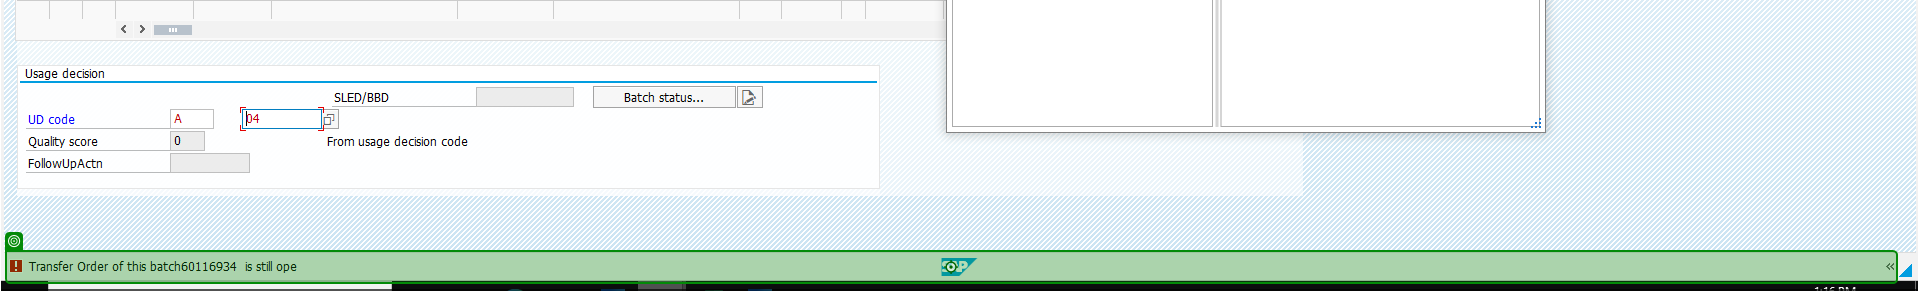 Usage decision
SLED/BBD
Batch status...
UD code
A
04
Quality score
0
From usage decision code
FollowUpActn
Transfer Order of this batch60116934  is still ope